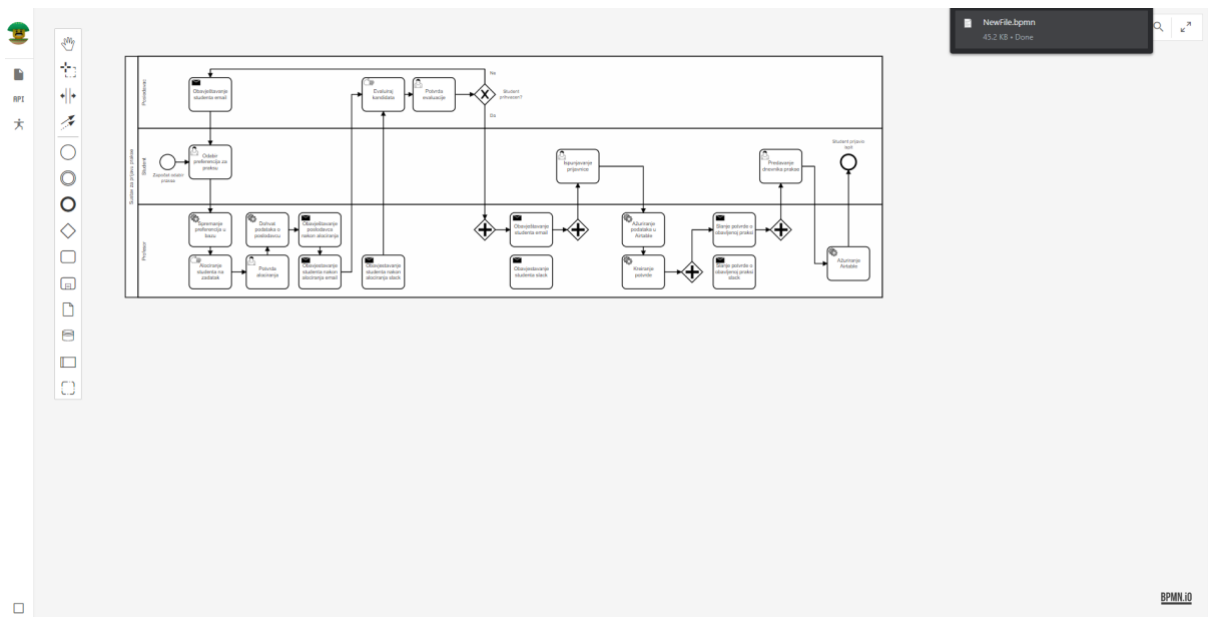 NewFile.bpmn
45.2 KB • Done
API
Sustav za prijavu prakse
Poslodavac
Obavještavanje
studenta email
Evaluiraj
kandidata
Potvrda
evaluacije
Ne
Student
prihvaćen?
Da
Student
Započet odabir
prakse
Odabir
preferencija za
praksu
Ispunjavanje
prijavnice
Predavanje
dnevnika prakse
Student prijavio
Profesor
Spremanje
preferencija u
bazu
Dohvat
podataka o
poslodavcu
Obavještavanje
poslodavca
nakon alociranja
Alociranje
studenta na
zadatak
Potvrda
alociranja
Obavještavanje
studenta nakon
alociranja email
Obavještavanje
studenta nakon
alociranja slack
Obavještavanje
studenta email
Obavještavanje
studenta slack
Ažuriranje
podataka u
Airtable
Kreiranje
potvrde
Slanje potvrde o
obavljenoj praksi
Slanje potvrde o
obavljenoj praksi
slack
Ažuriranje
Airtable
BPMN.iO